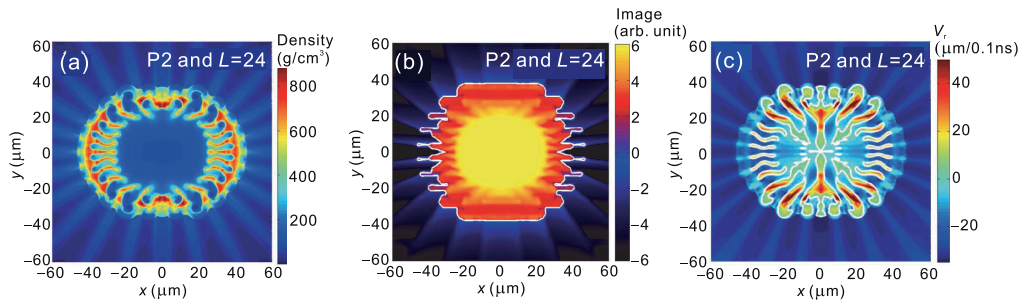 Density
(g/cm³)
(a)
P2 and L=24
60
40
20
0
−20
−40
−60
y (μm)
−60 −40 −20 0 20 40 60
x (μm)
800
600
400
200
Image
(arb. unit)
(b)
P2 and L=24
60
40
20
0
−20
−40
−60
y (μm)
−60 −40 −20 0 20 40 60
x (μm)
6
4
2
0
−2
−4
−6
Vr
(μm/0.1ns)
(c)
P2 and L=24
60
40
20
0
−20
−40
−60
y (μm)
−60 −40 −20 0 20 40 60
x (μm)
40
20
0
−20